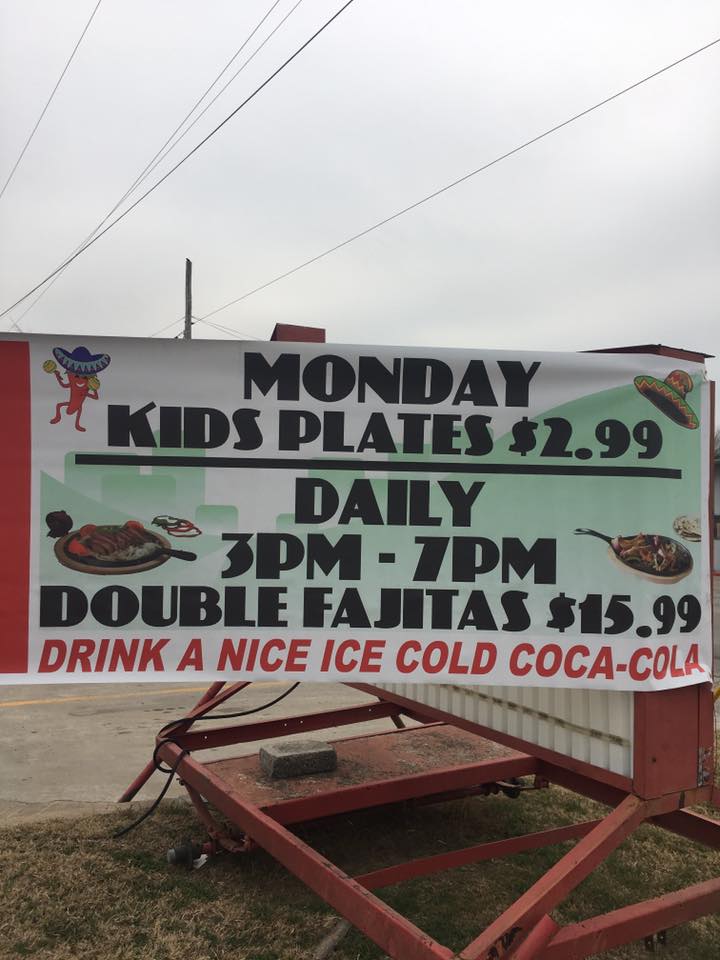 MONDAY
KIDS PLATES $2.99
DAILY
3PM - 7PM
DOUBLE FAJITAS $15.99
DRINK A NICE ICE COLD COCA-COLA